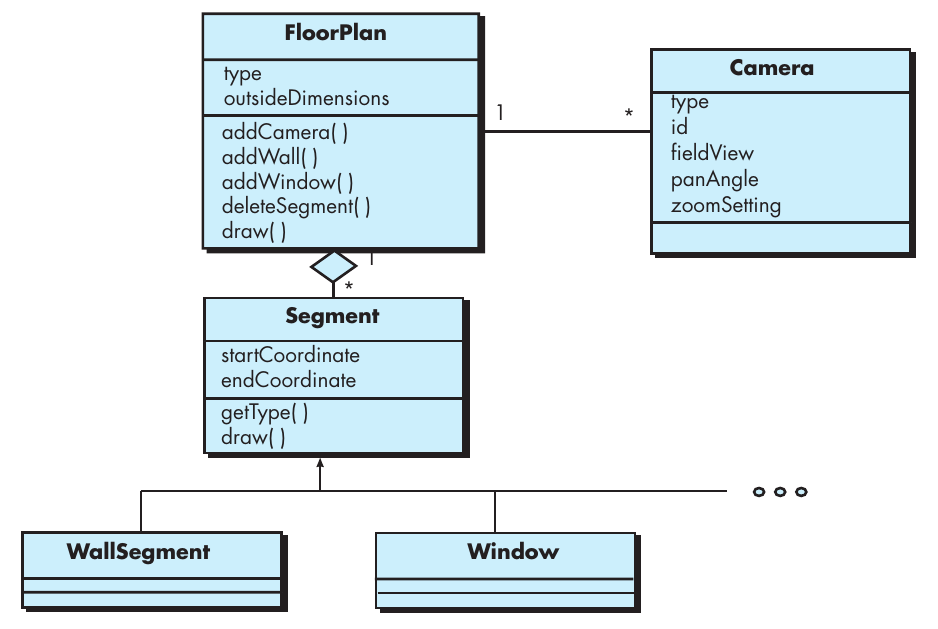 FloorPlan
type
outsideDimensions
addCamera( )
addWall( )
addWindow( )
deleteSegment( )
draw( )
1
*
Camera
type
id
fieldView
panAngle
zoomSetting
1
*
Segment
startCoordinate
endCoordinate
getType( )
draw( )
WallSegment
Window